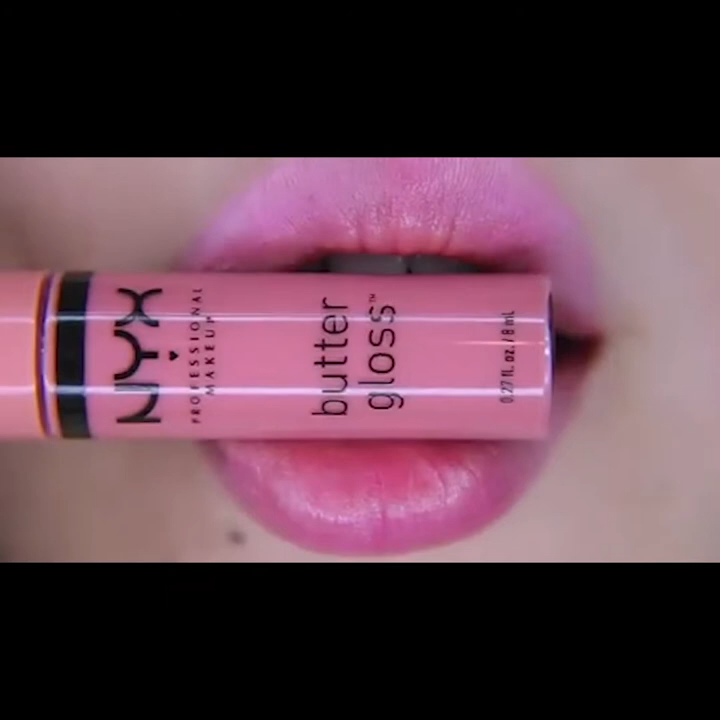 NYX
PROFESSIONAL
MAKEUP
butter
gloss™
0.27 fl. oz. / 8 mL